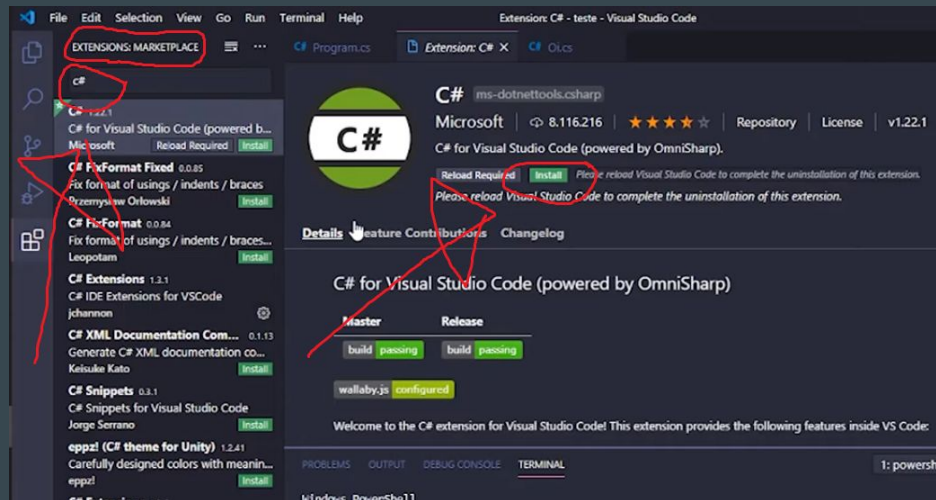 File Edit Selection View Go Run Terminal Help
Extension: C# - teste - Visual Studio Code
EXTENSIONS: MARKETPLACE
c#
C# 1.22.1
C# for Visual Studio Code (powered b...
Microsoft Reload Required Install
C# FixFormat Fixed 0.0.85
Fix format of usings / indents / braces
Przemysław Orłowski Install
C# FixFormat 0.0.84
Fix format of usings / indents / braces...
Leopotam Install
C# Extensions 1.3.1
C# IDE Extensions for VSCode
jchannon
C# XML Documentation Com... 0.1.13
Generate C# XML documentation co...
Keisuke Kato Install
C# Snippets 0.3.1
C# Snippets for Visual Studio Code
Jorge Serrano Install
eppz! (C# theme for Unity) 1.2.41
Carefully designed colors with meanin...
eppz! Install
C# Program.cs
Extension: C#
C# Oi.cs
C#
C# ms-dotnettools.csharp
Microsoft 8.116.216 Repository License v1.22.1
C# for Visual Studio Code (powered by OmniSharp).
Reload Required Install Please reload Visual Studio Code to complete the uninstallation of this extension.
Please reload Visual Studio Code to complete the uninstallation of this extension.
Details Feature Contributions Changelog
C# for Visual Studio Code (powered by OmniSharp)
Master Release
build passing build passing
wallaby.js configured
Welcome to the C# extension for Visual Studio Code! This extension provides the following features inside VS Code:
PROBLEMS OUTPUT DEBUG CONSOLE TERMINAL
1: powersh
Windows PowerShell